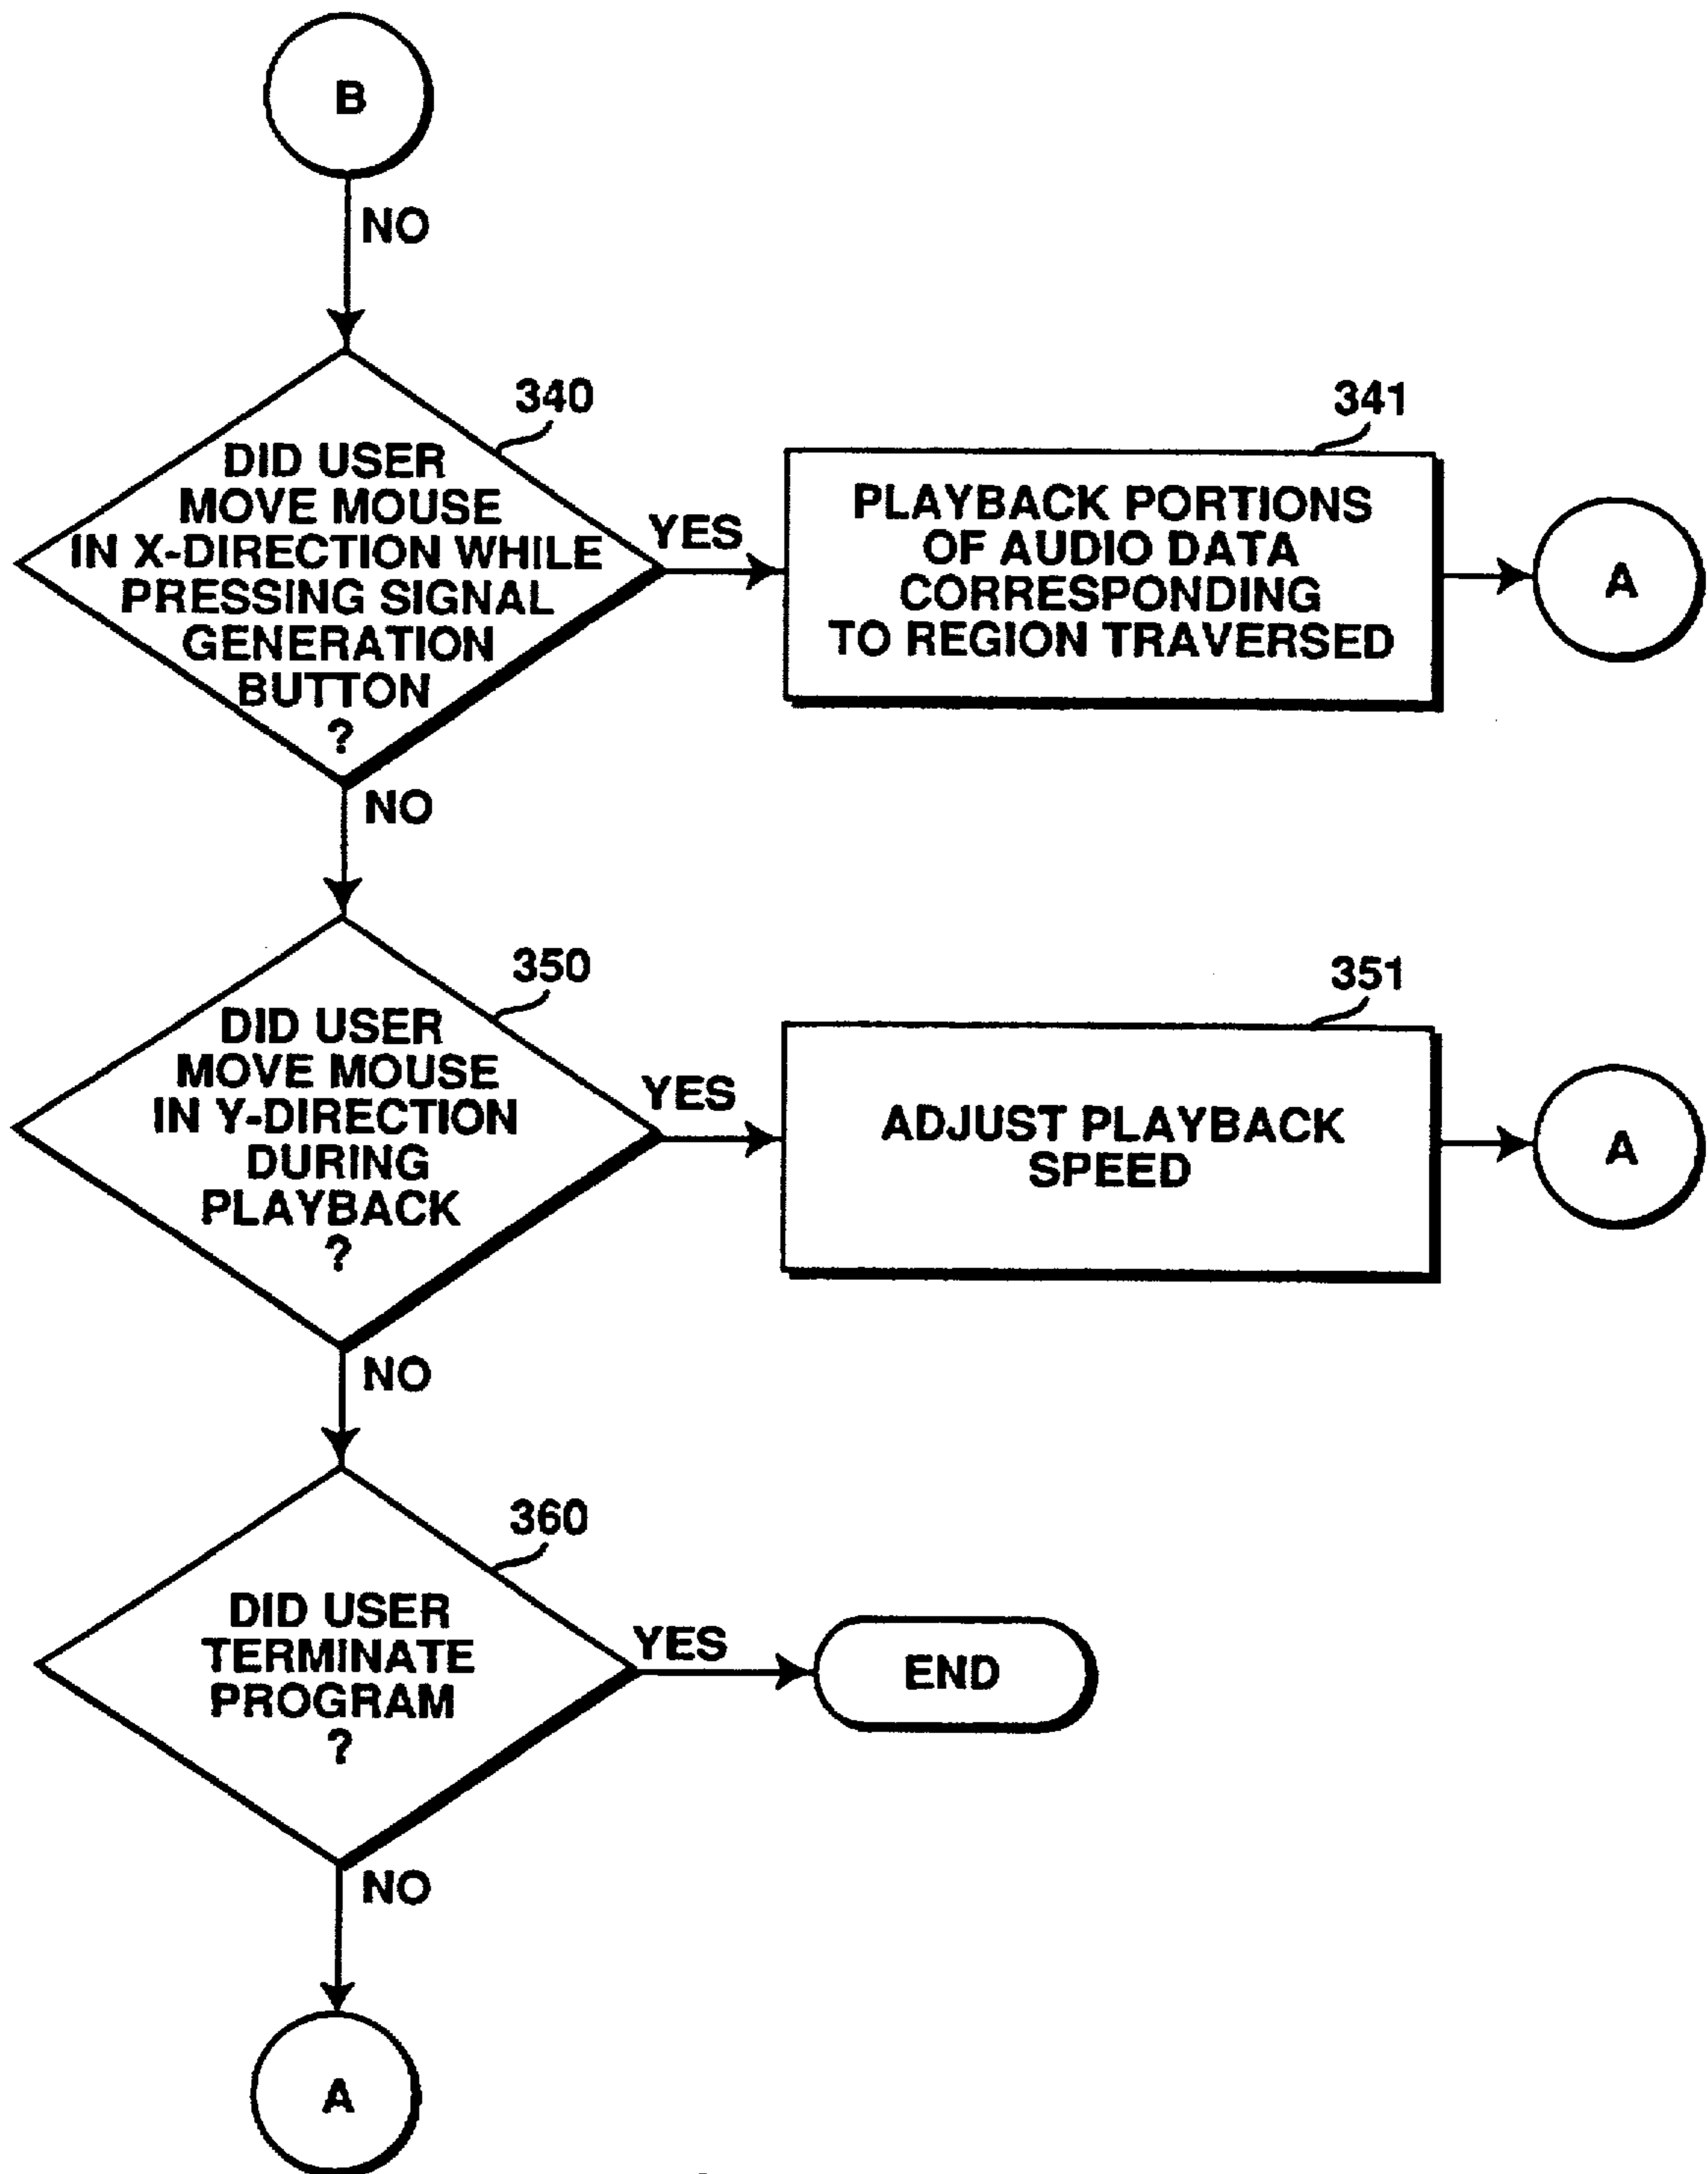 B
NO
340
DID USER
MOVE MOUSE
IN X-DIRECTION WHILE
PRESSING SIGNAL
GENERATION
BUTTON
?
YES
341
PLAYBACK PORTIONS
OF AUDIO DATA
CORRESPONDING
TO REGION TRAVERSED
A
NO
350
DID USER
MOVE MOUSE
IN Y-DIRECTION
DURING
PLAYBACK
?
YES
351
ADJUST PLAYBACK
SPEED
A
NO
360
DID USER
TERMINATE
PROGRAM
?
YES
END
NO
A